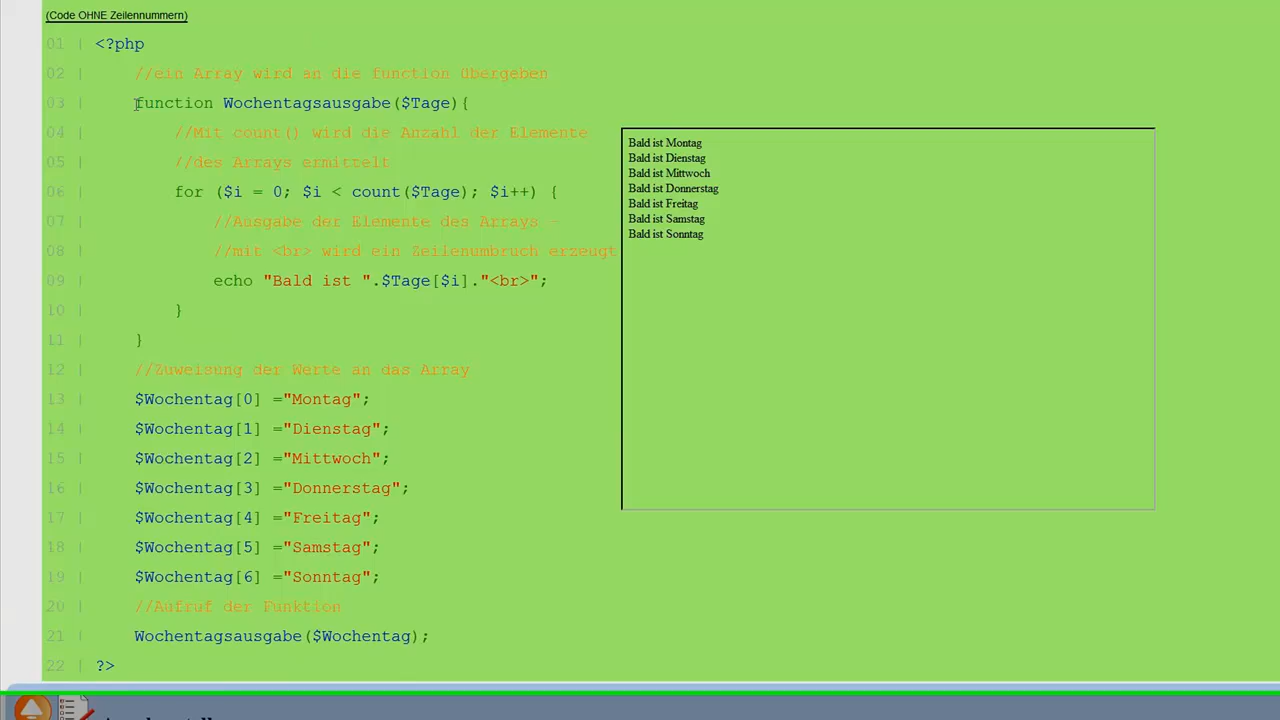 (Code OHNE Zeilennummern)
01 | <?php
02 | //ein Array wird an die function übergeben
03 | function Wochentagsausgabe($Tage){
04 | //Mit count() wird die Anzahl der Elemente
05 | //des Arrays ermittelt
06 | for ($i = 0; $i < count($Tage); $i++) {
07 | //Ausgabe der Elemente des Arrays -
08 | //mit <br> wird ein Zeilenumbruch erzeugt
09 | echo "Bald ist ".$Tage[$i]."<br>";
10 | }
11 | }
12 | //Zuweisung der Werte an das Array
13 | $Wochentag[0] ="Montag";
14 | $Wochentag[1] ="Dienstag";
15 | $Wochentag[2] ="Mittwoch";
16 | $Wochentag[3] ="Donnerstag";
17 | $Wochentag[4] ="Freitag";
18 | $Wochentag[5] ="Samstag";
19 | $Wochentag[6] ="Sonntag";
20 | //Aufruf der Funktion
21 | Wochentagsausgabe($Wochentag);
22 | ?>
Bald ist Montag
Bald ist Dienstag
Bald ist Mittwoch
Bald ist Donnerstag
Bald ist Freitag
Bald ist Samstag
Bald ist Sonntag